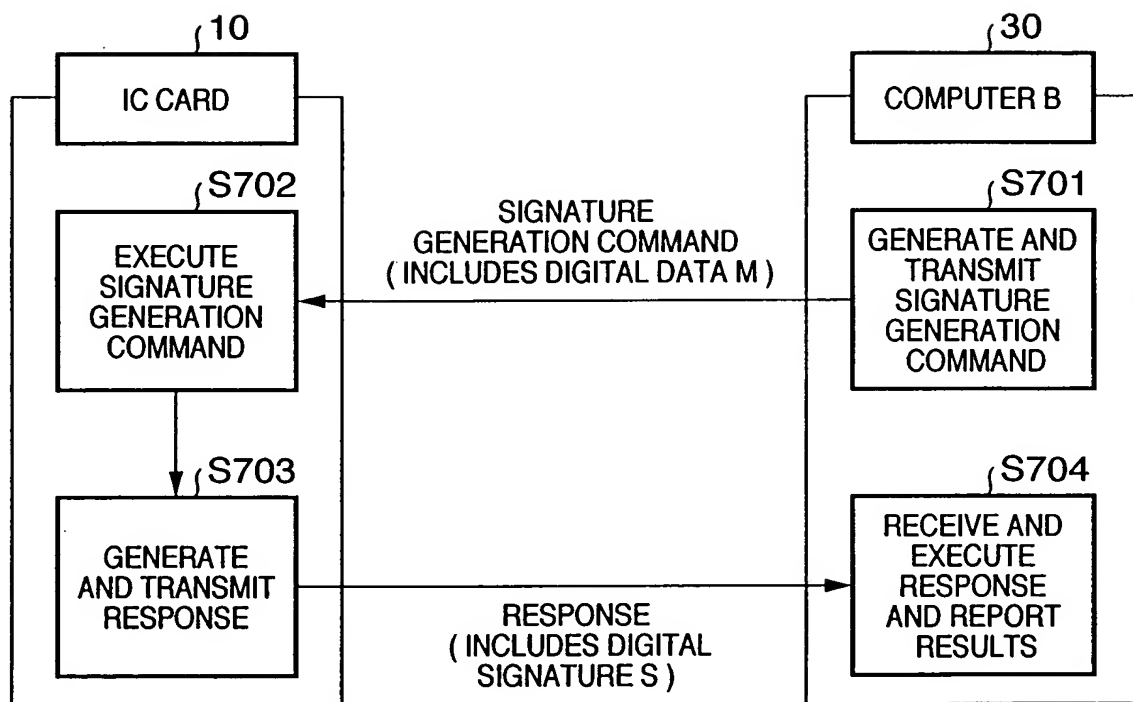 10
IC CARD
30
COMPUTER B
S702
EXECUTE
SIGNATURE
GENERATION
COMMAND
SIGNATURE
GENERATION COMMAND
( INCLUDES DIGITAL DATA M )
S701
GENERATE AND
TRANSMIT
SIGNATURE
GENERATION
COMMAND
S703
GENERATE
AND TRANSMIT
RESPONSE
RESPONSE
( INCLUDES DIGITAL
SIGNATURE S )
S704
RECEIVE AND
EXECUTE
RESPONSE
AND REPORT
RESULTS